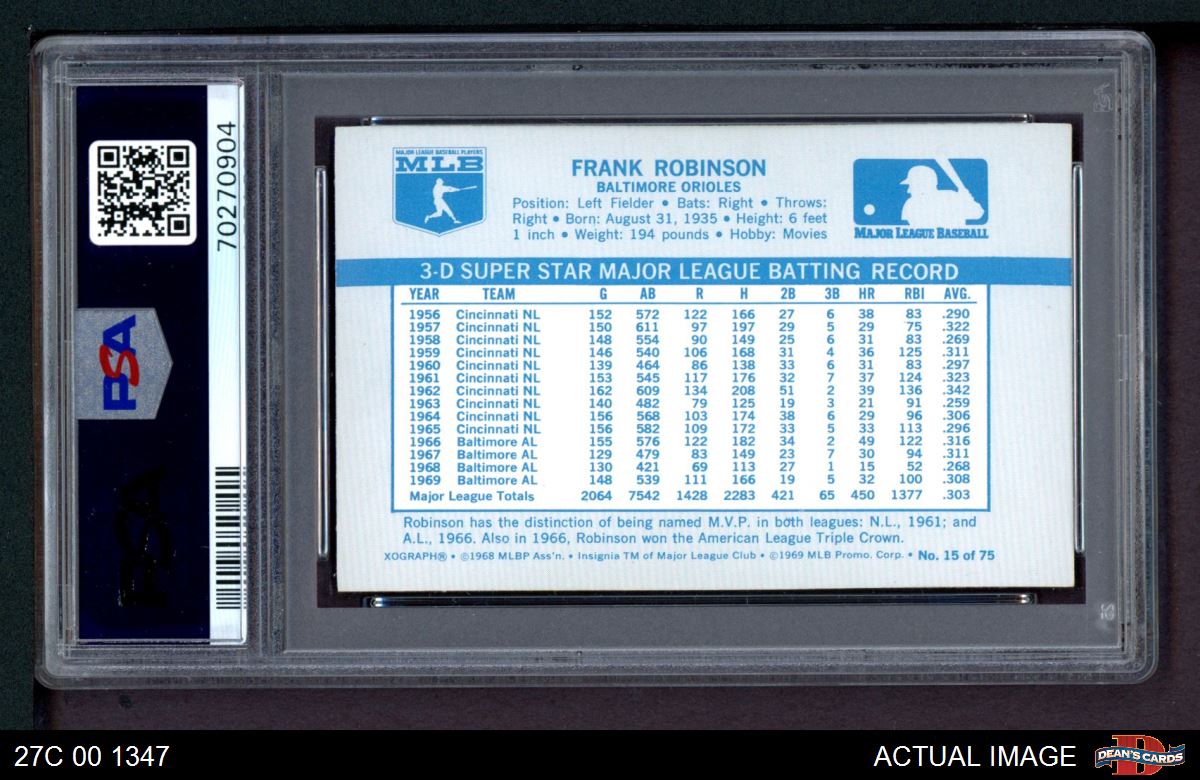 70270904
PSA
MAJOR LEAGUE BASEBALL PLAYERS
MLB
FRANK ROBINSON
BALTIMORE ORIOLES
Position: Left Fielder • Bats: Right • Throws:
Right • Born: August 31, 1935 • Height: 6 feet
1 inch • Weight: 194 pounds • Hobby: Movies
MAJOR LEAGUE BASEBALL
3-D SUPER STAR MAJOR LEAGUE BATTING RECORD
YEAR TEAM G AB R H 2B 3B HR RBI AVG.
1956 Cincinnati NL 152 572 122 166 27 6 38 83 .290
1957 Cincinnati NL 150 611 97 197 29 5 29 75 .322
1958 Cincinnati NL 148 554 90 149 25 6 31 83 .269
1959 Cincinnati NL 146 540 106 168 31 4 36 125 .311
1960 Cincinnati NL 139 464 86 138 33 6 31 83 .297
1961 Cincinnati NL 153 545 117 176 32 7 37 124 .323
1962 Cincinnati NL 162 609 134 208 51 2 39 136 .342
1963 Cincinnati NL 140 482 79 125 19 3 21 91 .259
1964 Cincinnati NL 156 568 103 174 38 6 29 96 .306
1965 Cincinnati NL 156 582 109 172 33 5 33 113 .296
1966 Baltimore AL 155 576 122 182 34 2 49 122 .316
1967 Baltimore AL 129 479 83 149 23 7 30 94 .311
1968 Baltimore AL 130 421 69 113 27 1 15 52 .268
1969 Baltimore AL 148 539 111 166 19 5 32 100 .308
Major League Totals 2064 7542 1428 2283 421 65 450 1377 .303
Robinson has the distinction of being named M.V.P. in both leagues: N.L., 1961; and
A.L., 1966. Also in 1966, Robinson won the American League Triple Crown.
XOGRAPH® • ©1968 MLBP Ass'n. • Insignia TM of Major League Club • ©1969 MLB Promo. Corp. • No. 15 of 75
PSA
27C 00 1347
ACTUAL IMAGE
D
DEAN'S CARDS